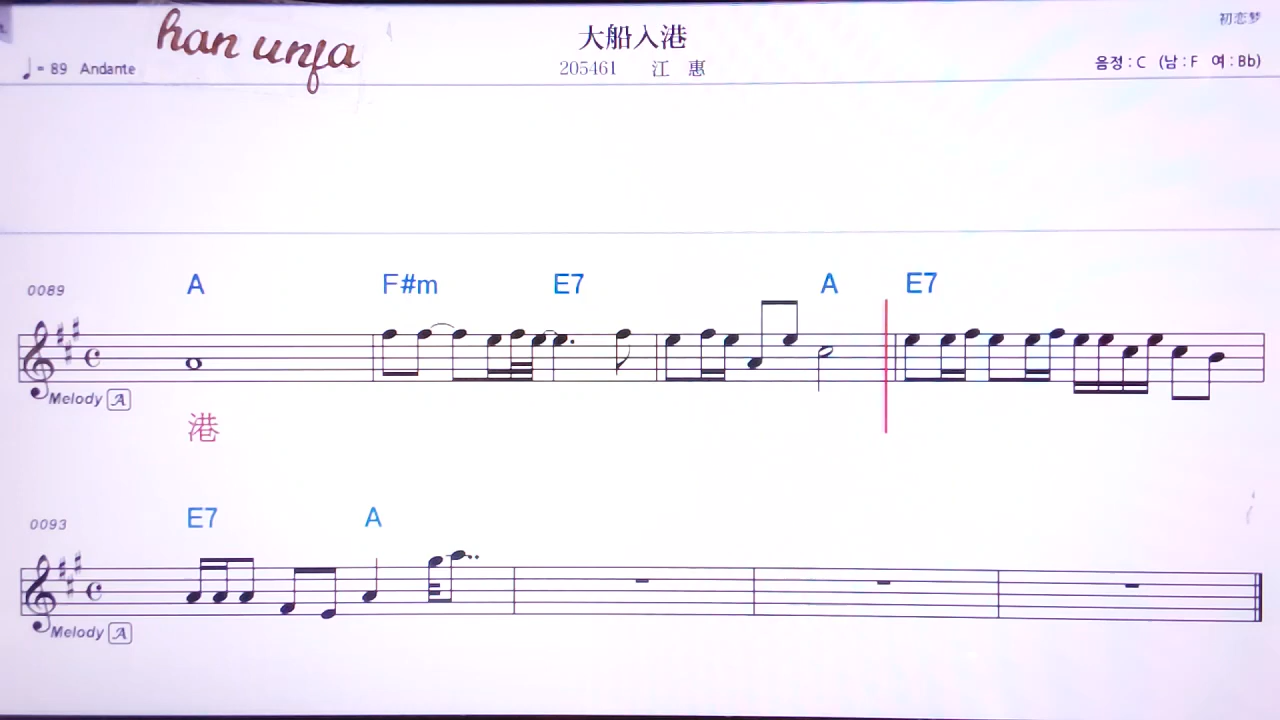 han unfa
大船入港
初恋梦
♩= 89 Andante
205461 江 惠
음정 : C (남 : F 여 : Bb)
0089 A F#m E7 A E7
Melody A
港
0093 E7 A
Melody A